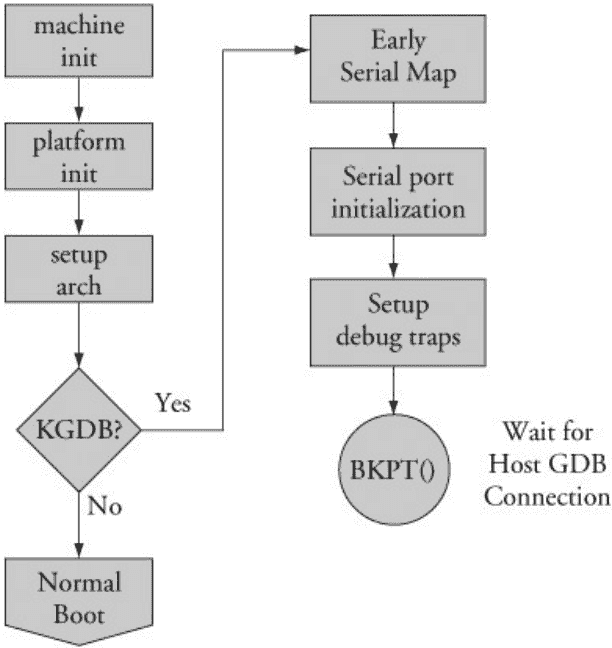 machine
init
platform
init
setup
arch
KGDB?
Yes
No
Normal
Boot
Early
Serial Map
Serial port
initialization
Setup
debug traps
BKPT()
Wait for
Host GDB
Connection